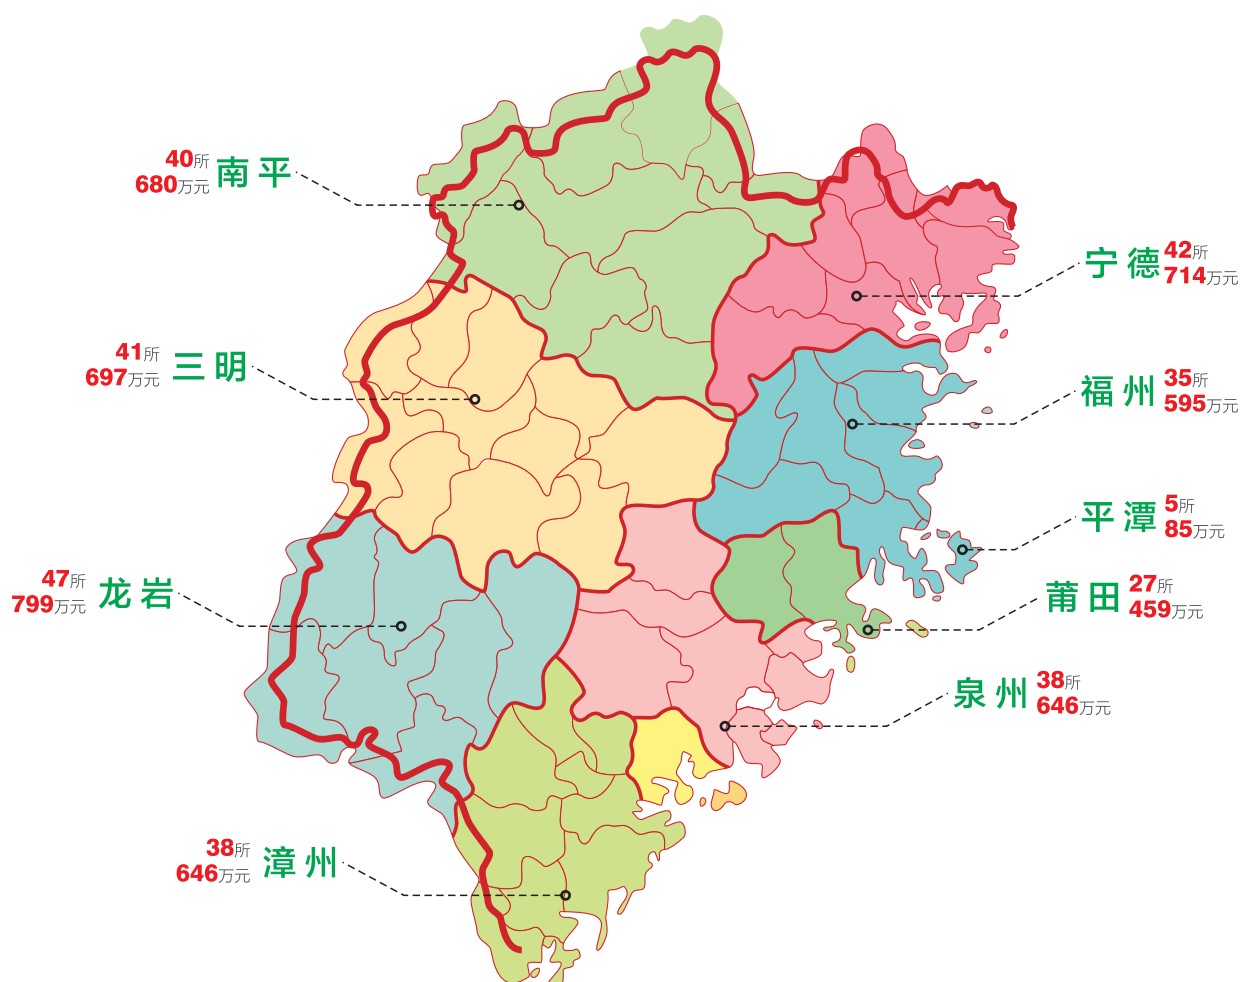 40所
680万元
南平
42所
714万元
宁德
41所
697万元
三明
35所
595万元
福州
5所
85万元
平潭
47所
799万元
龙岩
27所
459万元
莆田
38所
646万元
泉州
38所
646万元
漳州